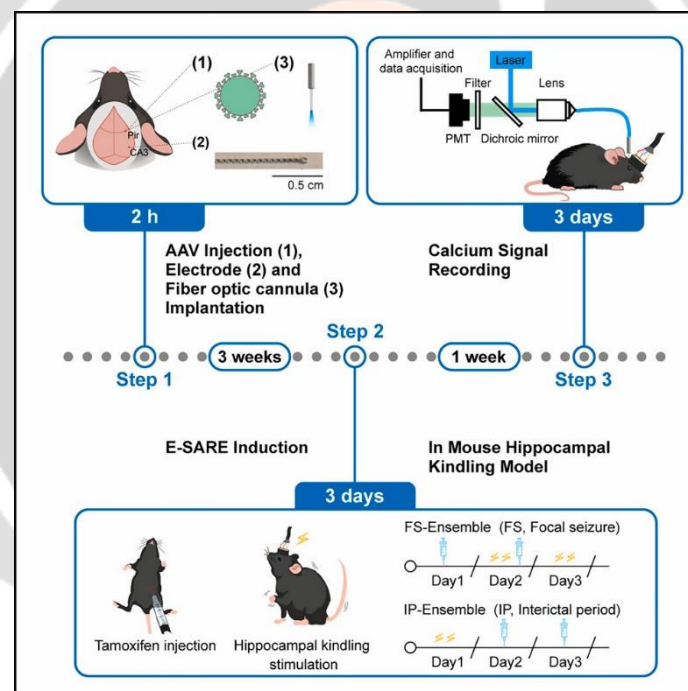 (1)
(3)
Pir
CA3
(2)
0.5 cm
2 h
Amplifier and
data acquisition
Laser
Filter
Lens
PMT
Dichroic mirror
3 days
AAV Injection (1),
Electrode (2) and
Fiber optic cannula (3)
Implantation
Calcium Signal
Recording
Step 2
3 weeks
1 week
Step 1
Step 3
E-SARE Induction
In Mouse Hippocampal
Kindling Model
3 days
Tamoxifen injection
Hippocampal kindling
stimulation
FS-Ensemble (FS, Focal seizure)
Day1
Day2
Day3
IP-Ensemble (IP, Interictal period)
Day1
Day2
Day3